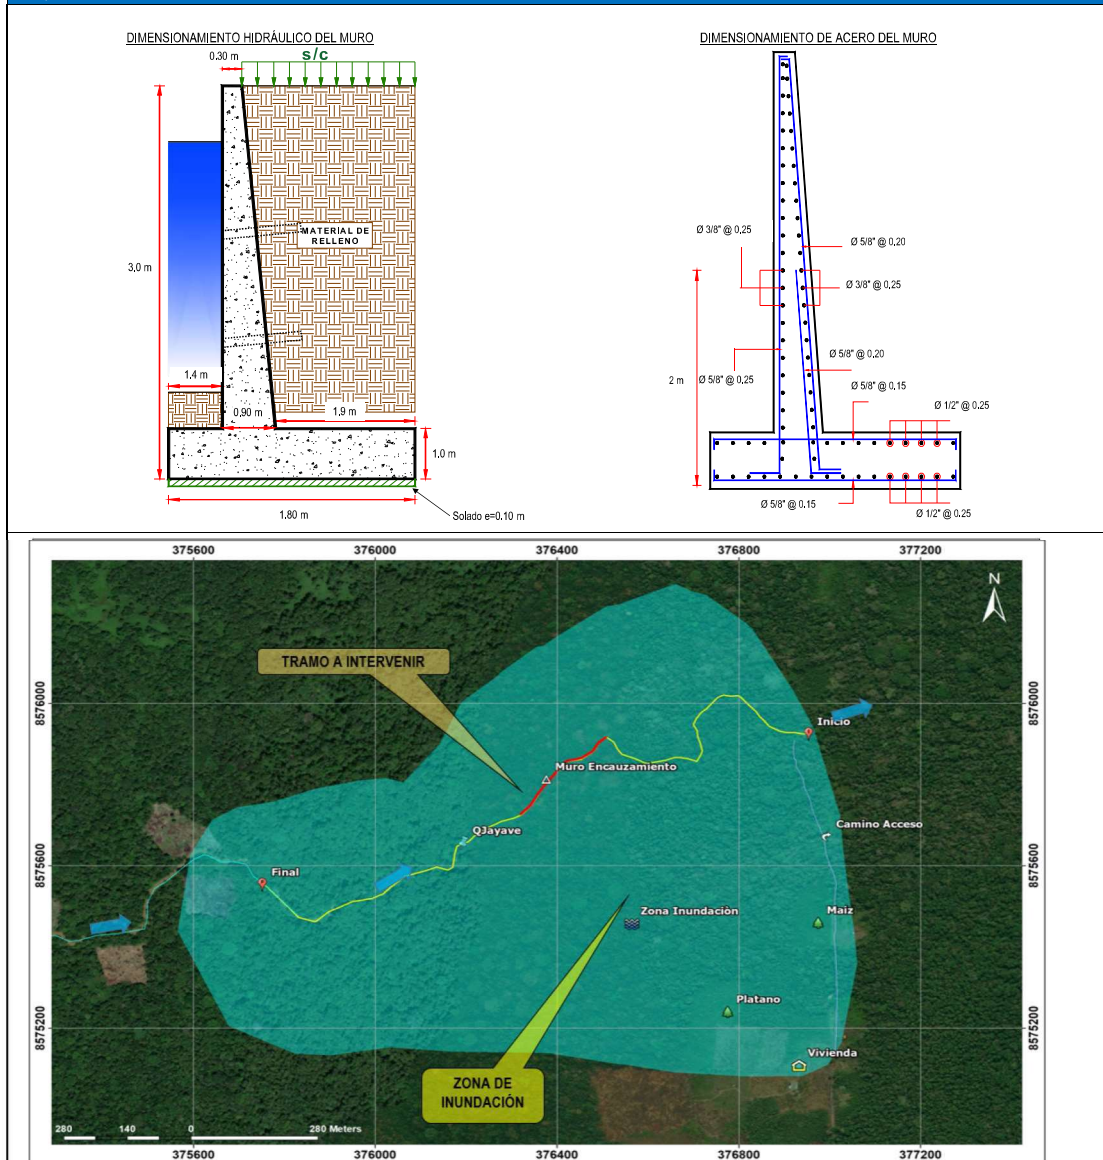 DIMENSIONAMIENTO HIDRÁULICO DEL MURO
0.30 m
s/c
MATERIAL DE
RELLENO
3,0 m
1.4 m
0,90 m
1.9 m
1.0 m
1.80 m
Solado e=0.10 m
DIMENSIONAMIENTO DE ACERO DEL MURO
Ø 3/8" @ 0,25
Ø 5/8" @ 0,20
Ø 3/8" @ 0,25
2 m
Ø 5/8" @ 0,25
Ø 5/8" @ 0,20
Ø 5/8" @ 0,15
Ø 1/2" @ 0.25
Ø 5/8" @ 0,15
Ø 1/2" @ 0.25
375600 376000 376400 376800 377200
N
TRAMO A INTERVENIR
8576000
8576000
Inicio
Muro Encauzamiento
QJayave
Camino Acceso
8575600
8575600
Final
Zona Inundaciòn
Maiz
Platano
8575200
8575200
Vivienda
ZONA DE
INUNDACIÓN
280 140 0 280 Meters
375600 376000 376400 376800 377200